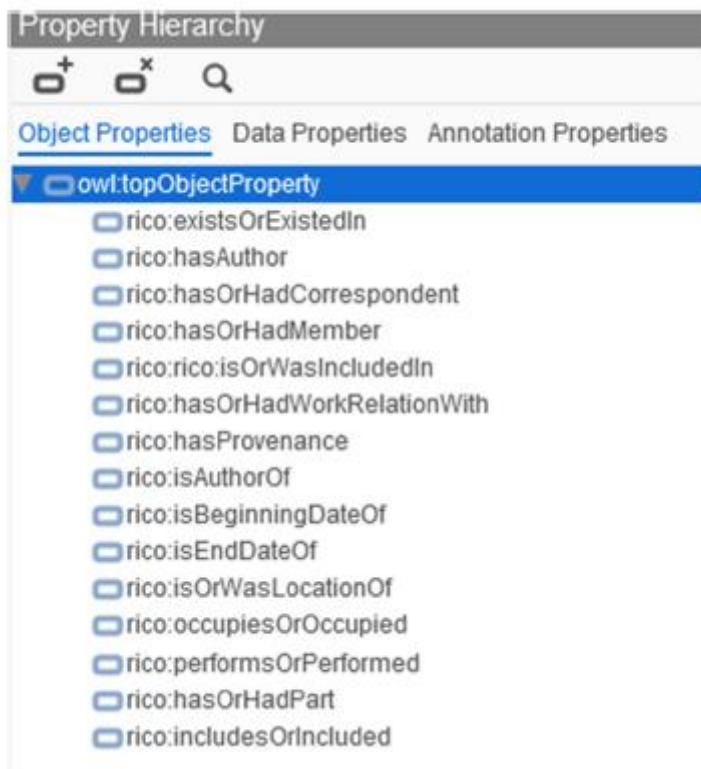 Property Hierarchy
Object Properties Data Properties Annotation Properties
owl:topObjectProperty
rico:existsOrExistedIn
rico:hasAuthor
rico:hasOrHadCorrespondent
rico:hasOrHadMember
rico:rico:isOrWasIncludedIn
rico:hasOrHadWorkRelationWith
rico:hasProvenance
rico:isAuthorOf
rico:isBeginningDateOf
rico:isEndDateOf
rico:isOrWasLocationOf
rico:occupiesOrOccupied
rico:performsOrPerformed
rico:hasOrHadPart
rico:includesOrIncluded